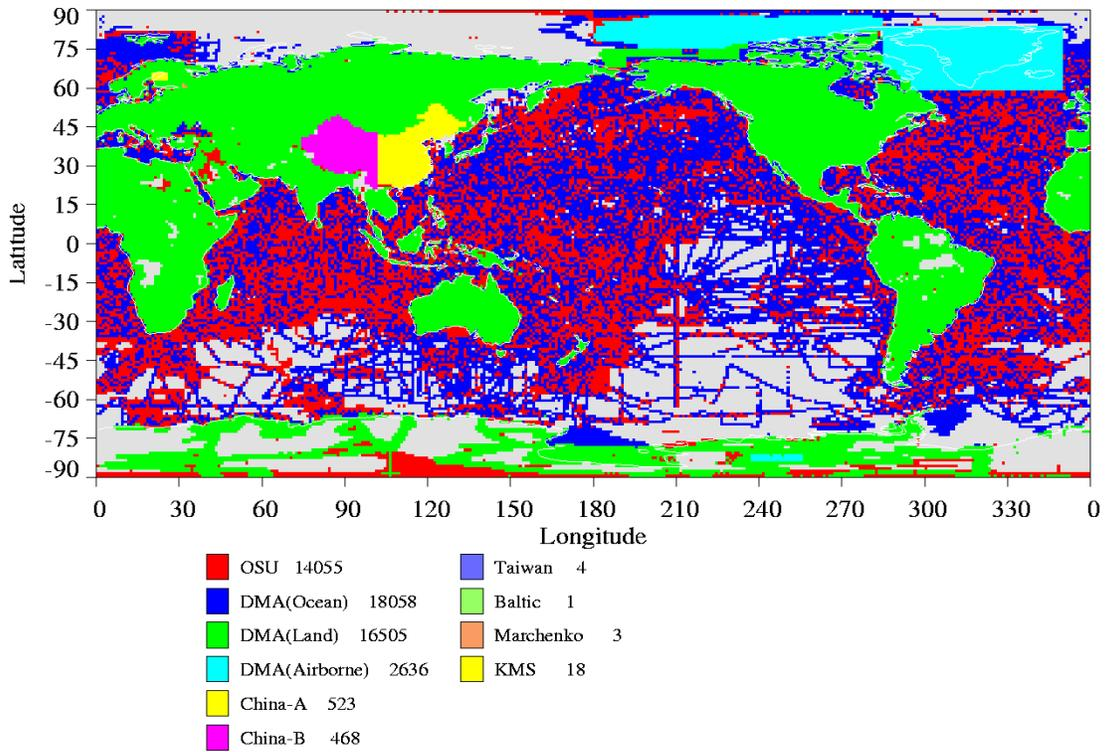 90
75
60
45
30
15
0
-15
-30
-45
-60
-75
-90
Latitude
0 30 60 90 120 150 180 210 240 270 300 330 0
Longitude
OSU 14055
DMA(Ocean) 18058
DMA(Land) 16505
DMA(Airborne) 2636
China-A 523
China-B 468
Taiwan 4
Baltic 1
Marchenko 3
KMS 18